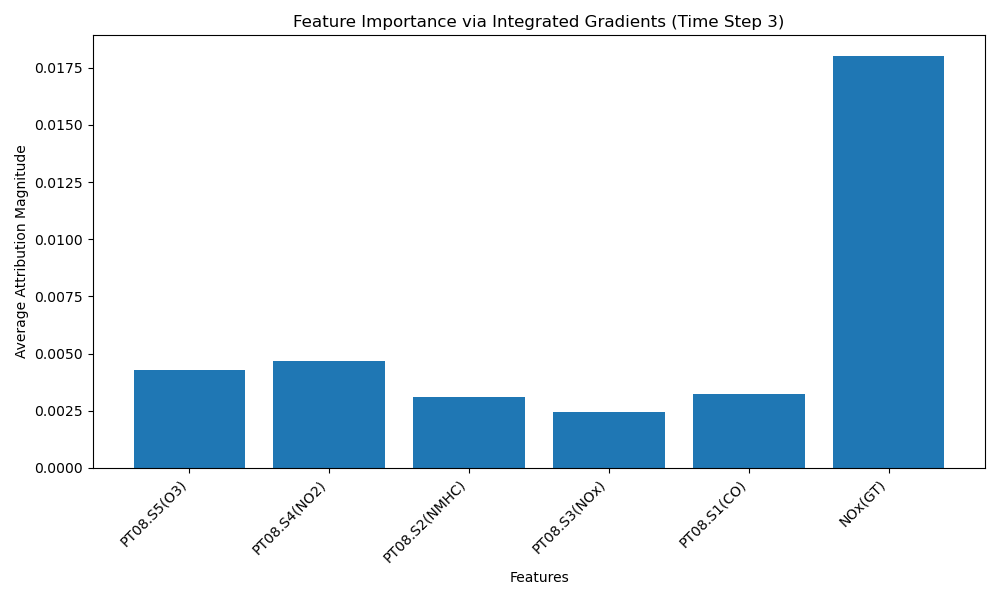 Feature Importance via Integrated Gradients (Time Step 3)
Average Attribution Magnitude
0.0175
0.0150
0.0125
0.0100
0.0075
0.0050
0.0025
0.0000
PT08.S5(O3)
PT08.S4(NO2)
PT08.S2(NMHC)
PT08.S3(NOx)
PT08.S1(CO)
NOx(GT)
Features